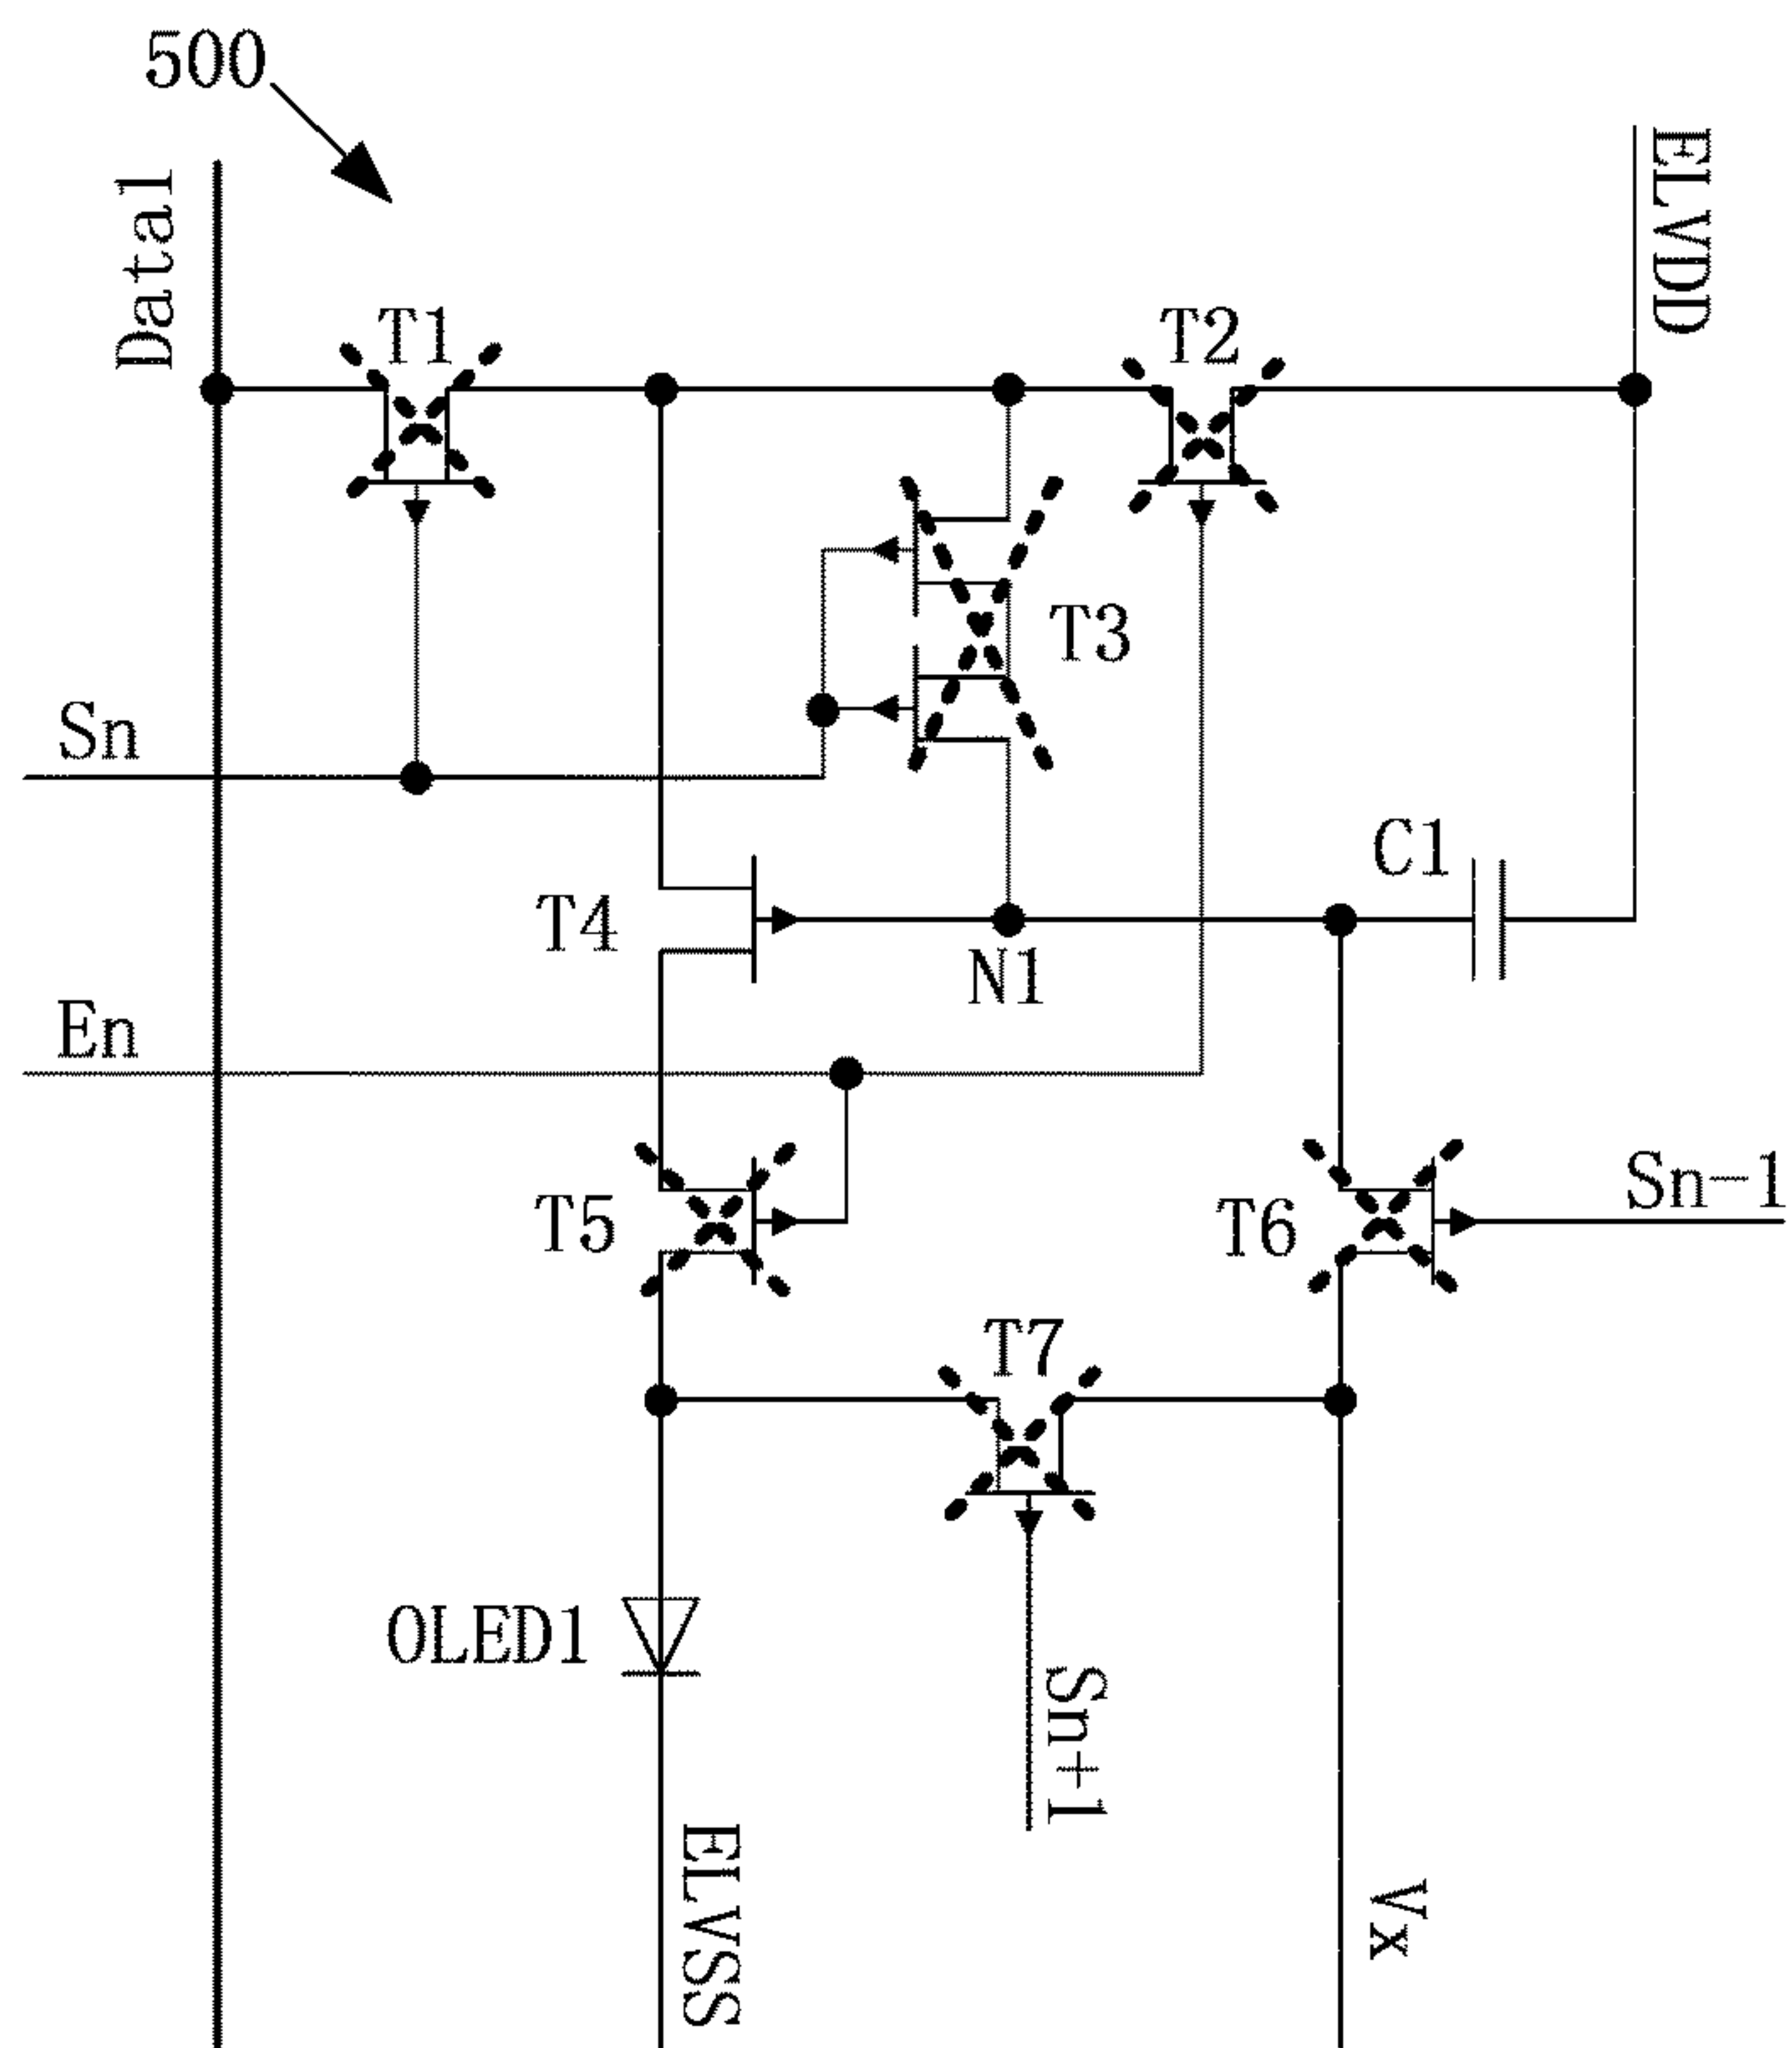 500
Data1
ELVDD
T1
T2
T3
Sn
C1
T4
N1
En
Sn-1
T5
T6
T7
OLED1
Sn+1
ELVSS
Vx